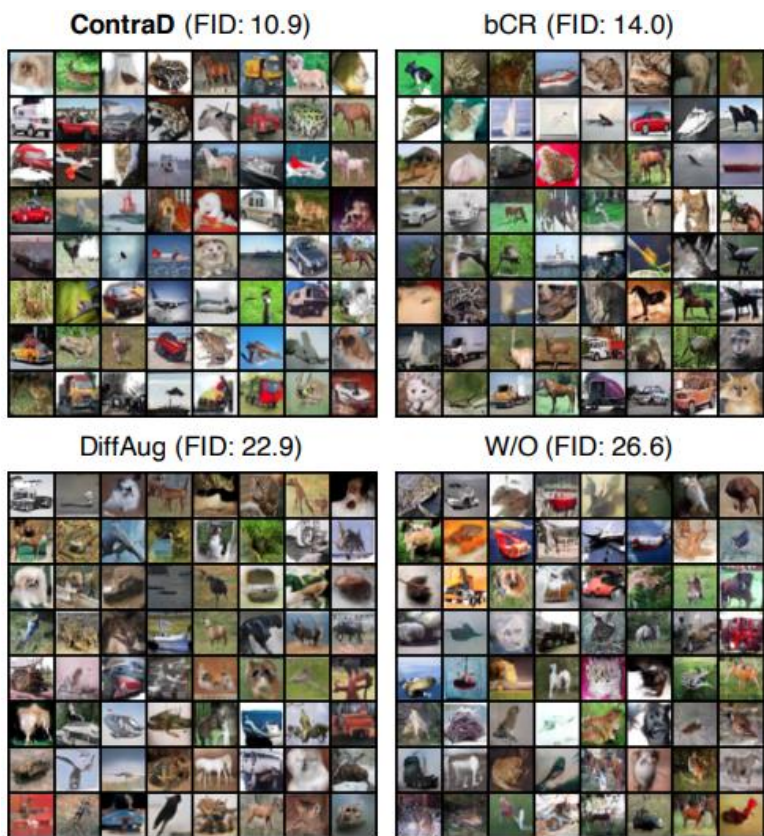 ContraD (FID: 10.9)
bCR (FID: 14.0)
DiffAug (FID: 22.9)
W/O (FID: 26.6)